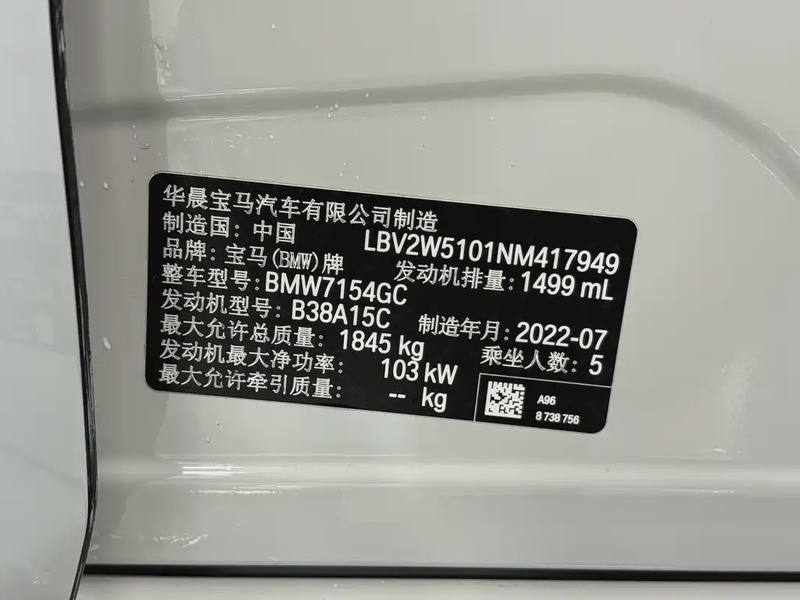 华晨宝马汽车有限公司制造
制造国：中国 LBV2W5101NM417949
品牌：宝马(BMW)牌 发动机排量：1499 mL
整车型号：BMW7154GC
发动机型号：B38A15C 制造年月：2022-07
最大允许总质量：1845 kg 乘坐人数：5
发动机最大净功率：103 kW
最大允许牵引质量：-- kg
A96
8 738 756